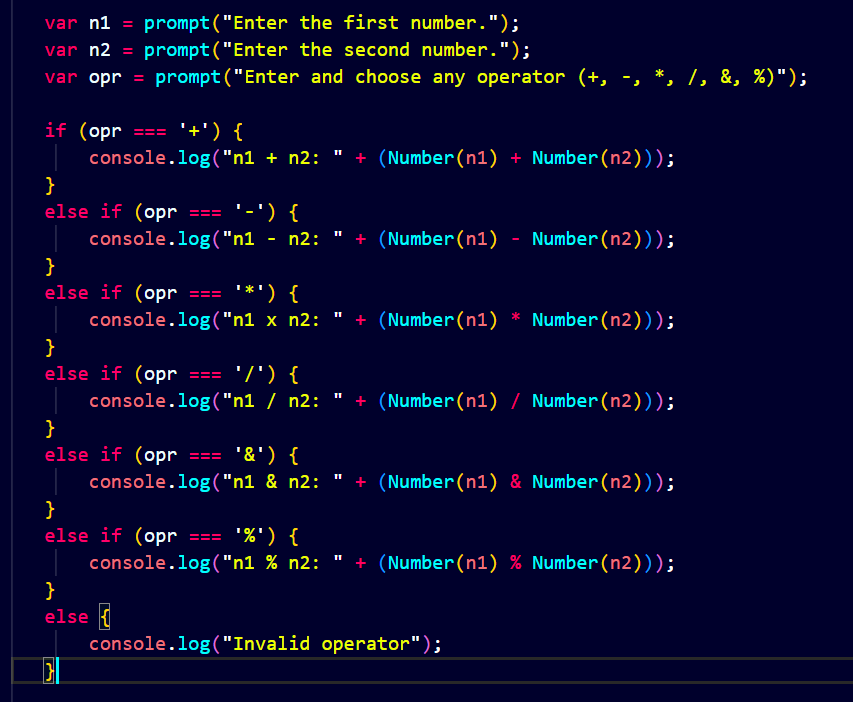 var n1 = prompt("Enter the first number.");
var n2 = prompt("Enter the second number.");
var opr = prompt("Enter and choose any operator (+, -, *, /, &, %)");

if (opr === '+') {
    console.log("n1 + n2: " + (Number(n1) + Number(n2)));
}
else if (opr === '-') {
    console.log("n1 - n2: " + (Number(n1) - Number(n2)));
}
else if (opr === '*') {
    console.log("n1 x n2: " + (Number(n1) * Number(n2)));
}
else if (opr === '/') {
    console.log("n1 / n2: " + (Number(n1) / Number(n2)));
}
else if (opr === '&') {
    console.log("n1 & n2: " + (Number(n1) & Number(n2)));
}
else if (opr === '%') {
    console.log("n1 % n2: " + (Number(n1) % Number(n2)));
}
else {
    console.log("Invalid operator");
}